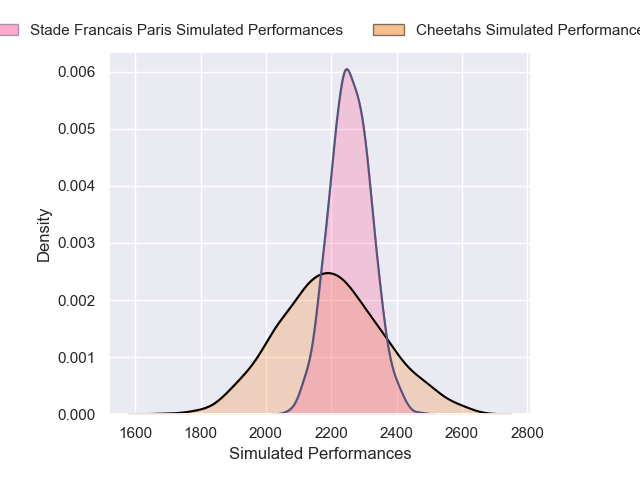 Stade Francais Paris Simulated Performances Cheetahs Simulated Performance
0.006
0.005
0.004
0.003
0.002
0.001
0.000
Density
1600 1800 2000 2200 2400 2600 2800
Simulated Performances